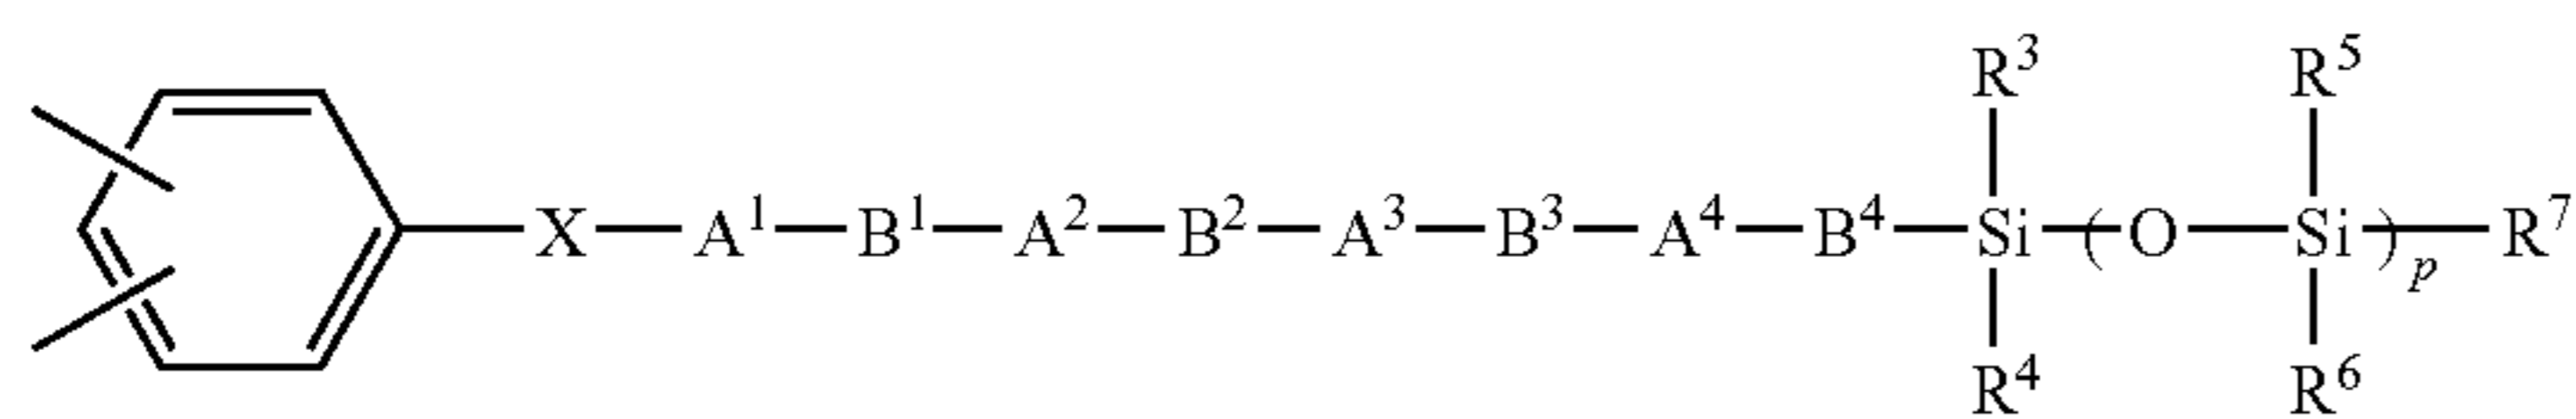 R³ R⁵
X A¹ B¹ A² B² A³ B³ A⁴ B⁴ Si (O Si)ₚ R⁷
R⁴ R⁶